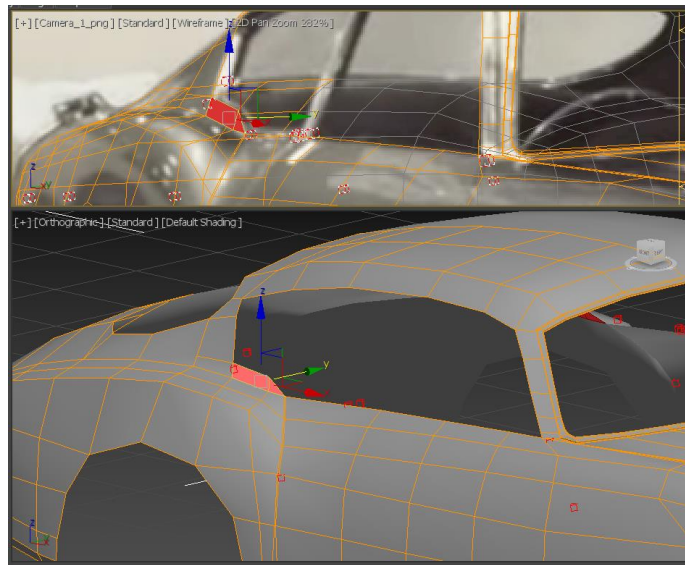 [+] [Camera_1_png] [Standard] [Wireframe] 2D Pan Zoom 282%]
z
y
z
[+] [Orthographic] [Standard] [Default Shading]
z
y
z